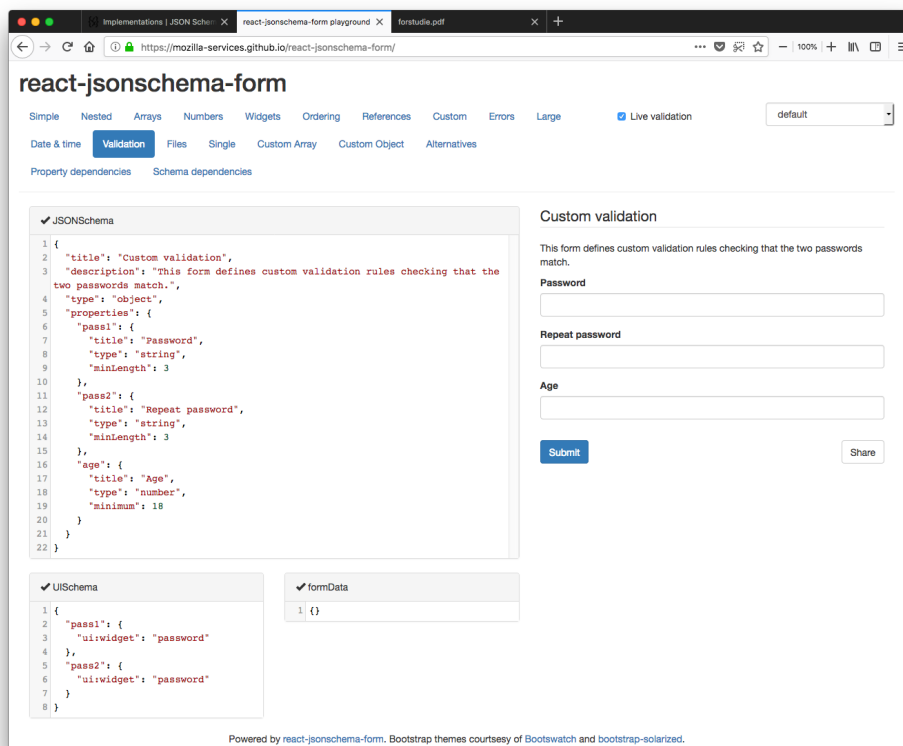 Implementations | JSON Schem
react-jsonschema-form playground
forstudie.pdf
https://mozilla-services.github.io/react-jsonschema-form/
100%
react-jsonschema-form
Simple Nested Arrays Numbers Widgets Ordering References Custom Errors Large
Live validation
default
Date & time Validation Files Single Custom Array Custom Object Alternatives
Property dependencies Schema dependencies
JSONSchema
1 {
2 "title": "Custom validation",
3 "description": "This form defines custom validation rules checking that the
two passwords match.",
4 "type": "object",
5 "properties": {
6 "pass1": {
7 "title": "Password",
8 "type": "string",
9 "minLength": 3
10 },
11 "pass2": {
12 "title": "Repeat password",
13 "type": "string",
14 "minLength": 3
15 },
16 "age": {
17 "title": "Age",
18 "type": "number",
19 "minimum": 18
20 }
21 }
22 }
Custom validation
This form defines custom validation rules checking that the two passwords
match.
Password
Repeat password
Age
Submit
Share
UISchema
1 {
2 "pass1": {
3 "ui:widget": "password"
4 },
5 "pass2": {
6 "ui:widget": "password"
7 }
8 }
formData
1 {}
Powered by react-jsonschema-form. Bootstrap themes courtsesy of Bootswatch and bootstrap-solarized.